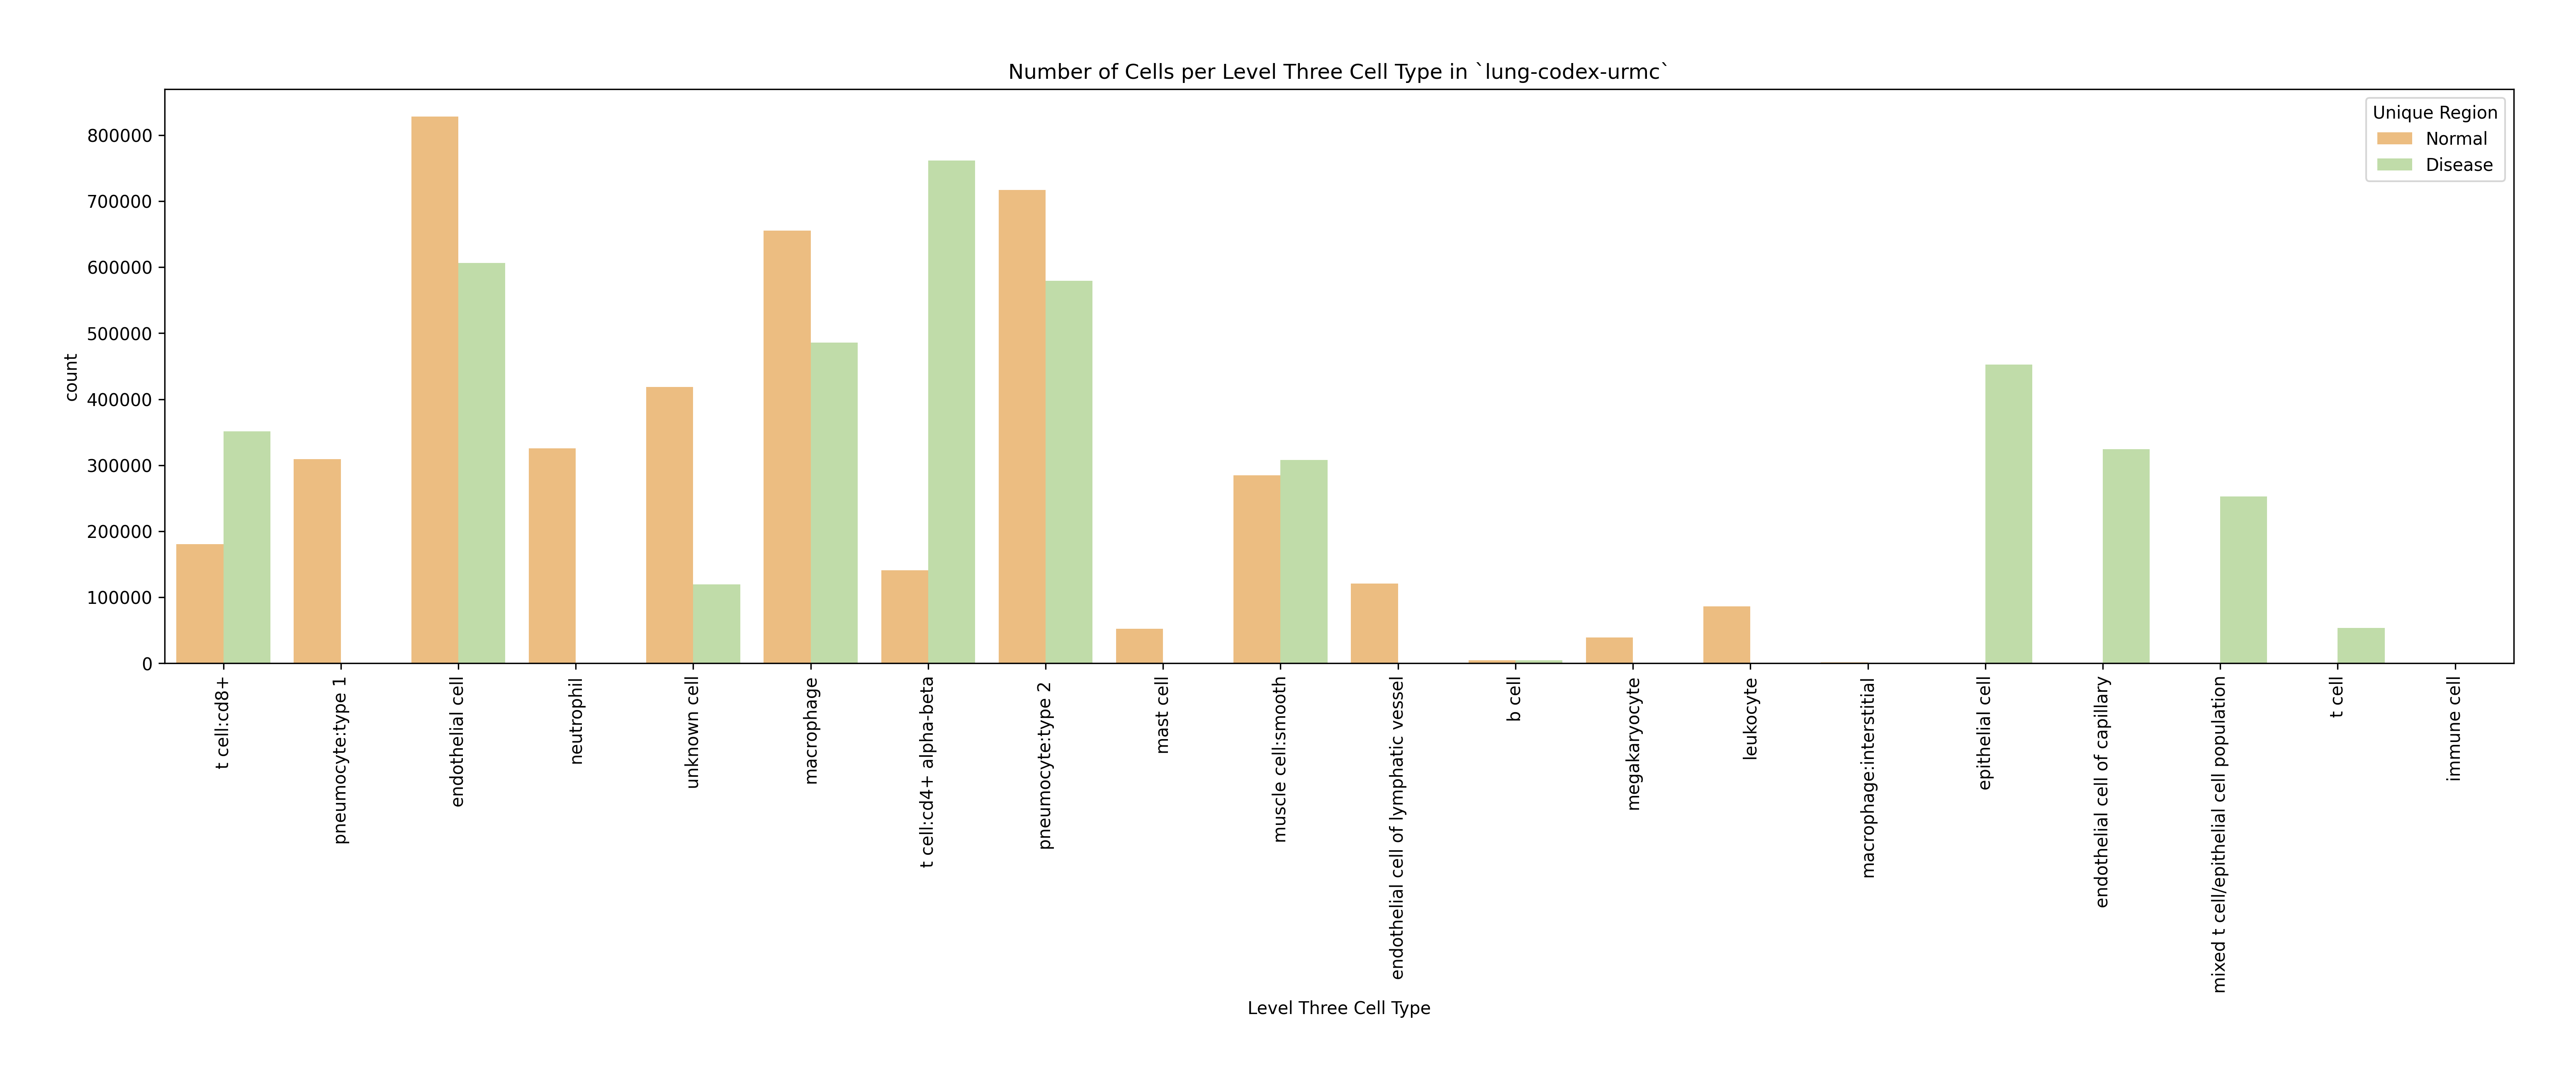 Number of Cells per Level Three Cell Type in `lung-codex-urmc`
Unique Region
Normal
Disease
count
800000
700000
600000
500000
400000
300000
200000
100000
0
t cell:cd8+
pneumocyte:type 1
endothelial cell
neutrophil
unknown cell
macrophage
t cell:cd4+ alpha-beta
pneumocyte:type 2
mast cell
muscle cell:smooth
endothelial cell of lymphatic vessel
b cell
megakaryocyte
leukocyte
macrophage:interstitial
epithelial cell
endothelial cell of capillary
mixed t cell/epithelial cell population
t cell
immune cell
Level Three Cell Type